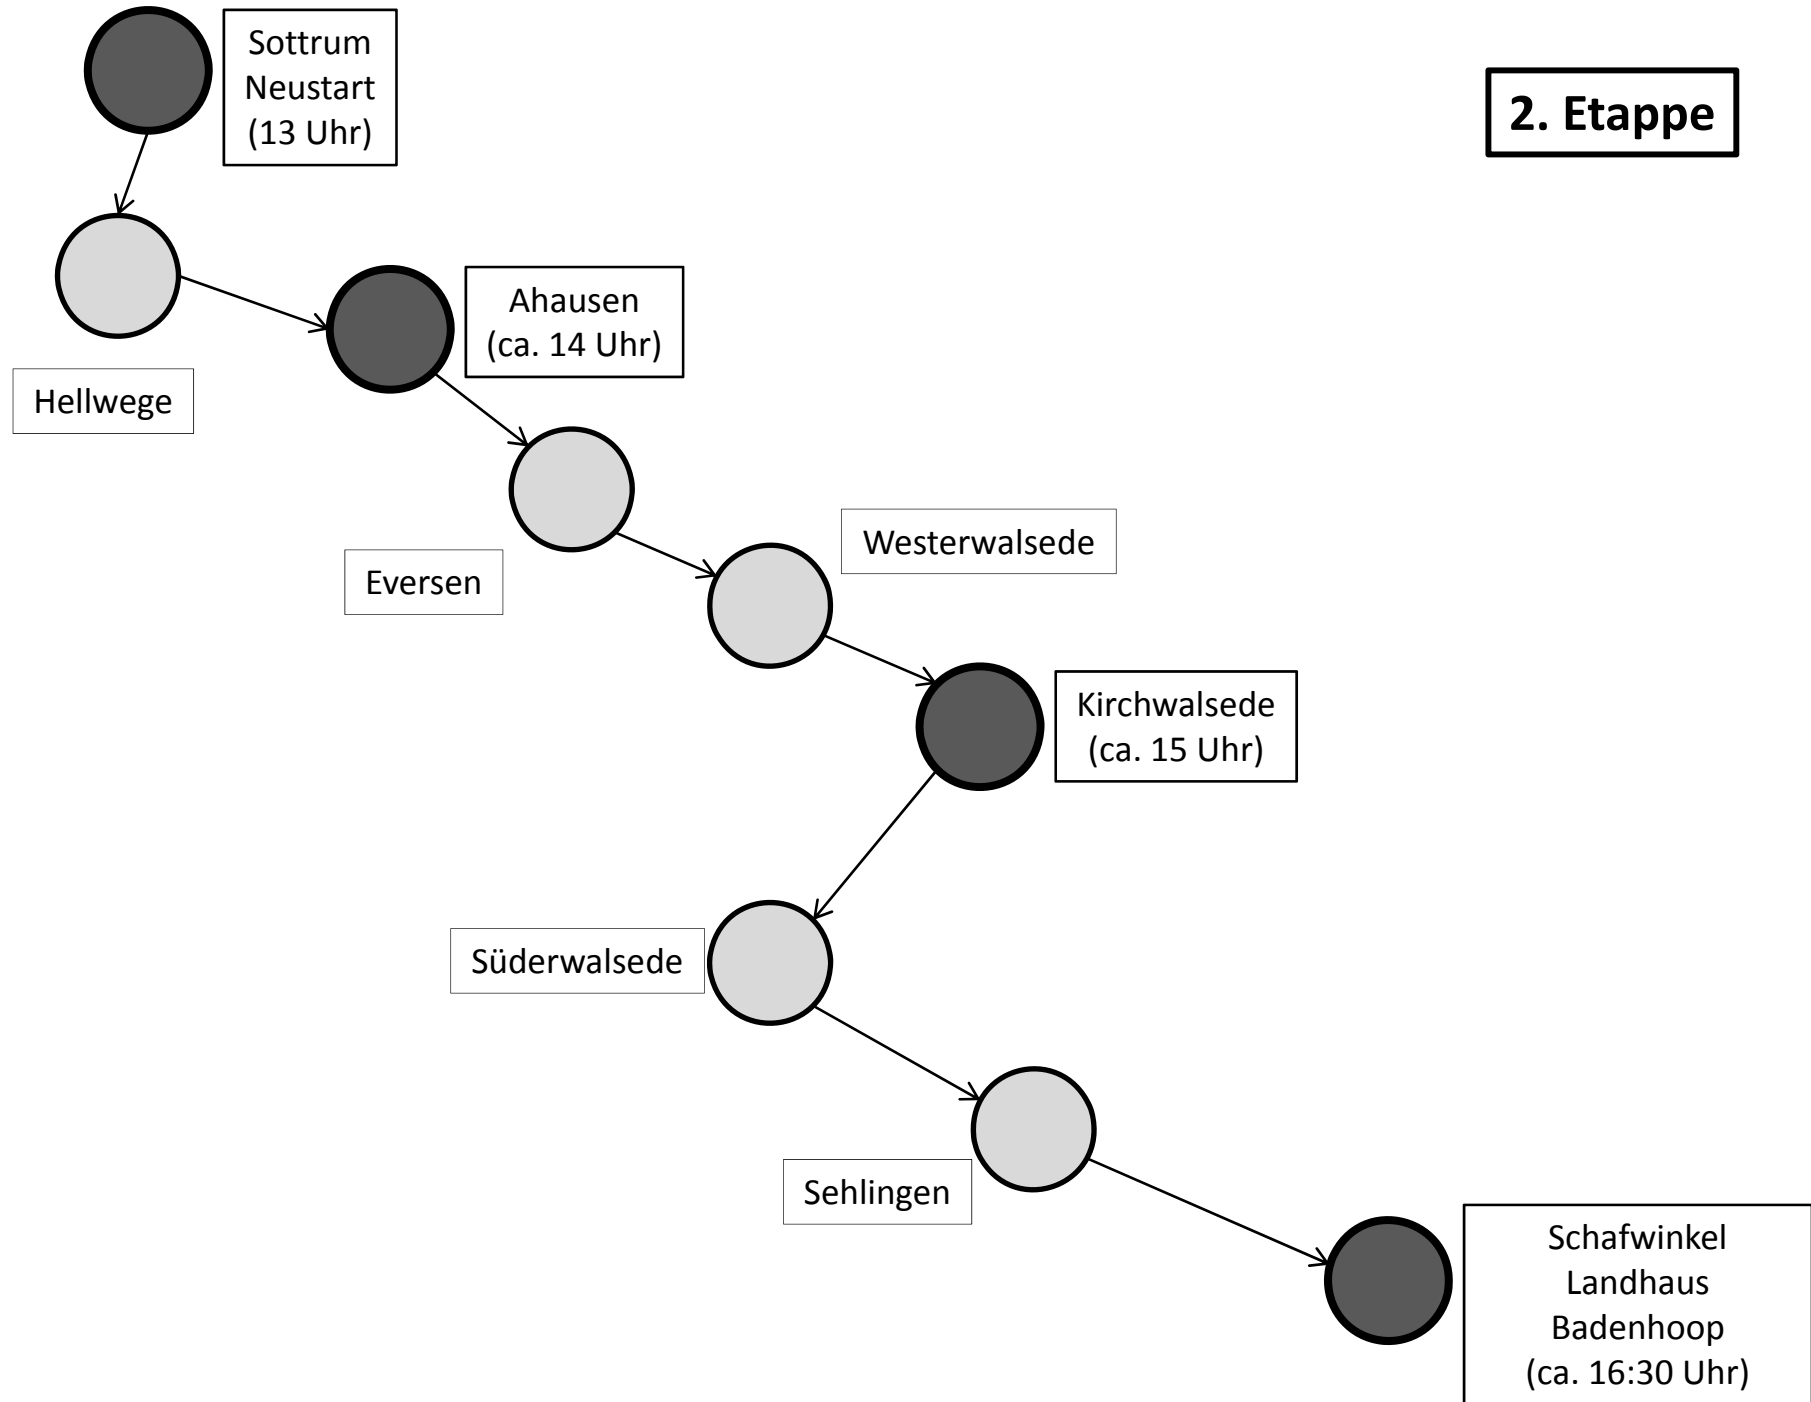 Sottrum
Neustart
(13 Uhr)
2. Etappe
Ahausen
(ca. 14 Uhr)
Hellwege
Westerwalsede
Eversen
Kirchwalsede
(ca. 15 Uhr)
Süderwalsede
Sehlingen
Schafwinkel
Landhaus
Badenhoop
(ca. 16:30 Uhr)